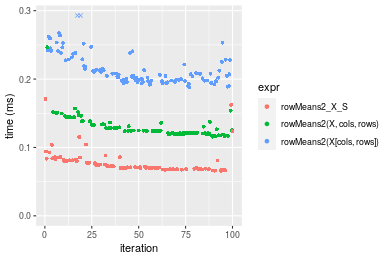 0.3
0.2
0.1
0.0
time (ms)
0
25
50
75
100
iteration
expr
rowMeans2_X_S
rowMeans2(X, cols, rows)
rowMeans2(X[cols, rows])